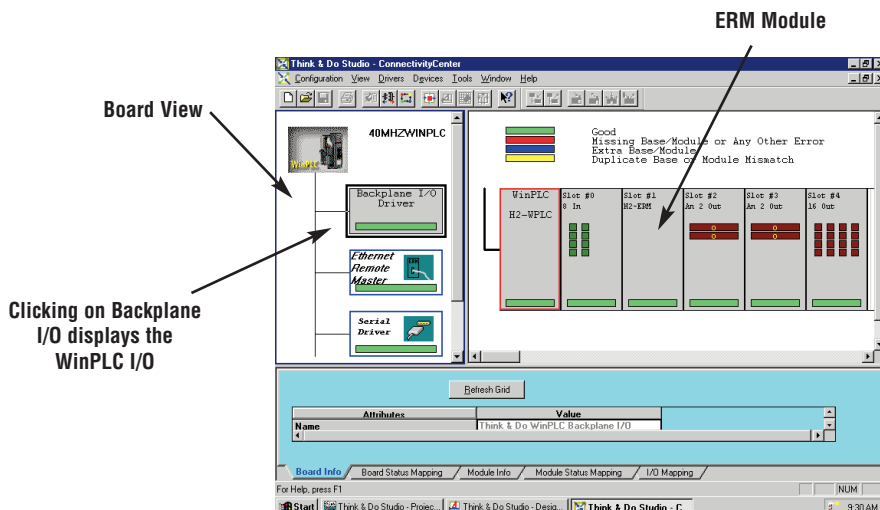 ERM Module
Board View
Clicking on Backplane
I/O displays the
WinPLC I/O
Think & Do Studio - ConnectivityCenter
Configuration View Drivers Devices Tools Window Help
40MHZWINPLC
WinPLC
Backplane I/O
Driver
Ethernet
Remote
Master
Serial
Driver
Good
Missing Base/Module or Any Other Error
Extra Base/Module
Duplicate Base or Module Mismatch
WinPLC
H2-WPLC
Slot #0
8 In
Slot #1
H2-ERM
Slot #2
An 2 Out
0
0
Slot #3
An 2 Out
0
0
Slot #4
16 Out
Refresh Grid
Attributes Value
Name Think & Do WinPLC Backplane I/O
Board Info Board Status Mapping Module Info Module Status Mapping I/O Mapping
For Help, press F1 NUM
Start Think & Do Studio - Projec... Think & Do Studio - Desig... Think & Do Studio - C... 9:30 AM